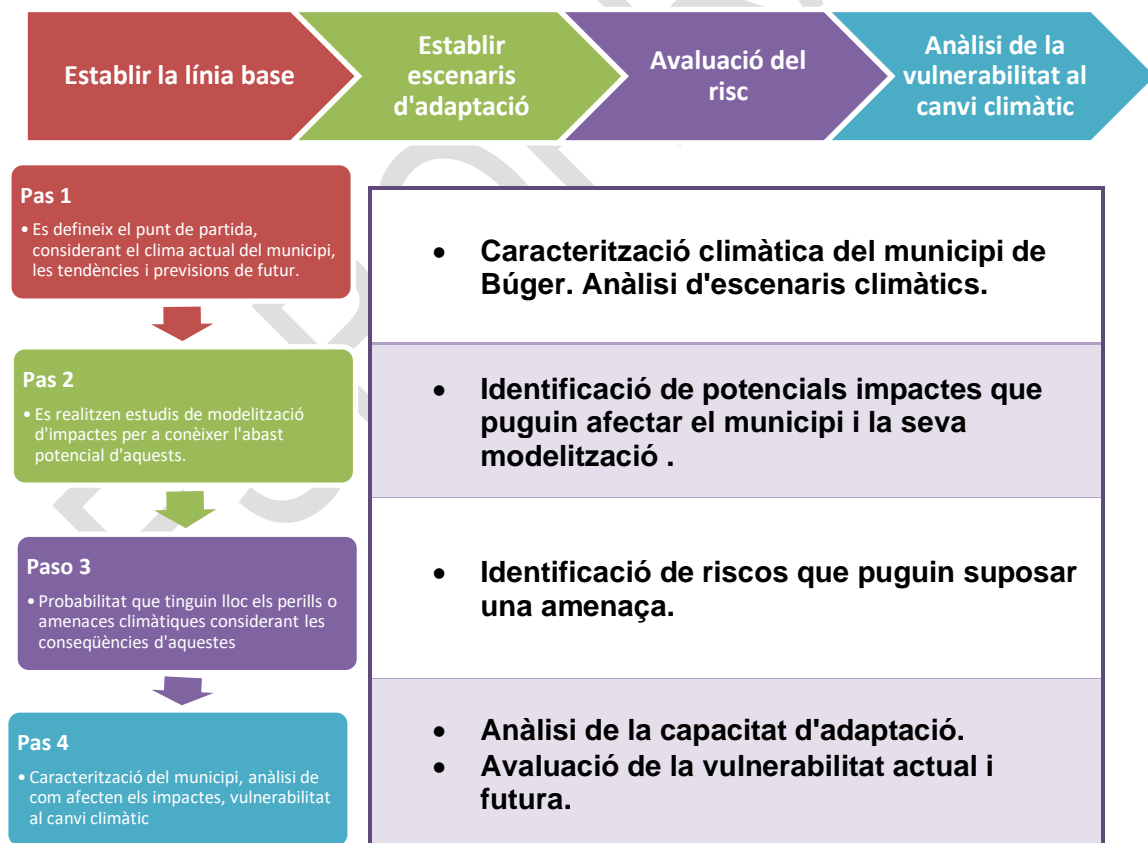 Establir la línia base
Establir
escenaris
d'adaptació
Avaluació del
risc
Anàlisi de la
vulnerabilitat al
canvi climàtic
Pas 1
• Es defineix el punt de partida,
considerant el clima actual del municipi,
les tendències i previsions de futur.
• Caracterització climàtica del municipi de
Búger. Anàlisi d'escenaris climàtics.
Pas 2
• Es realitzen estudis de modelització
d'impactes per a conèixer l'abast
potencial d'aquests.
• Identificació de potencials impactes que
puguin afectar el municipi i la seva
modelització .
Paso 3
• Probabilitat que tinguin lloc els perills o
amenaces climàtiques considerant les
conseqüències d'aquestes
• Identificació de riscos que puguin suposar
una amenaça.
Pas 4
• Caracterització del municipi, anàlisi de
com afecten els impactes, vulnerabilitat
al canvi climàtic
• Anàlisi de la capacitat d'adaptació.
• Avaluació de la vulnerabilitat actual i
futura.